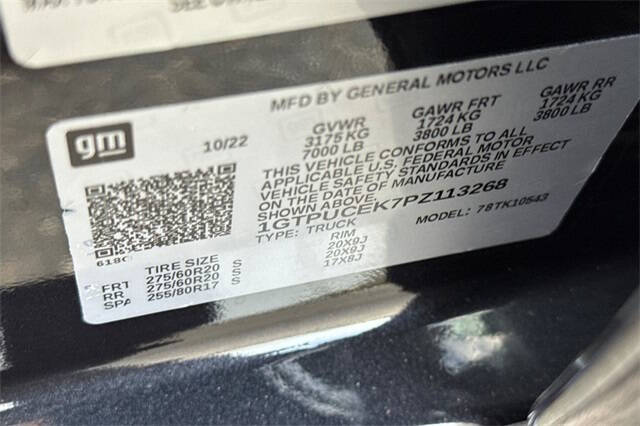 MFD BY GENERAL MOTORS LLC
gm
10/22
GVWR GAWR FRT GAWR RR
3175 KG 1724 KG 1724 KG
7000 LB 3800 LB 3800 LB
THIS VEHICLE CONFORMS TO ALL
APPLICABLE U.S. FEDERAL MOTOR
VEHICLE SAFETY STANDARDS IN EFFECT
ON THE DATE OF MANUFACTURE
SHOWN ABOVE.
1GTPUCEK7PZ113268
TYPE: TRUCK MODEL: 78TK10543
TIRE SIZE RIM
FRT 275/60R20 S 20X9J
RR 275/60R20 S 20X9J
SPA 255/80R17 S 17X8J